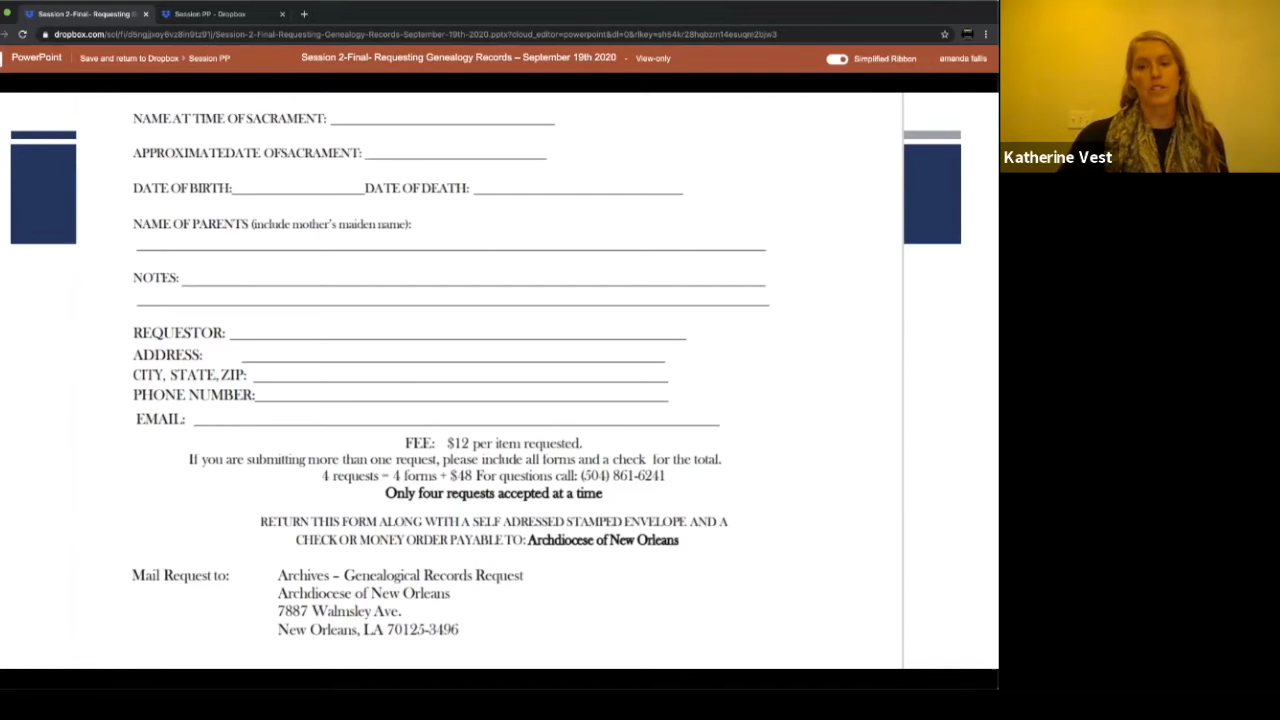 Session 2-Final- Requesting G
Session PP - Dropbox
PowerPoint
Save and return to Dropbox > Session PP
Session 2-Final- Requesting Genealogy Records – September 19th 2020 - View-only
Simplified Ribbon
amanda fallis
NAME AT TIME OF SACRAMENT:
APPROXIMATE DATE OF SACRAMENT:
DATE OF BIRTH: DATE OF DEATH:
NAME OF PARENTS (include mother's maiden name):
NOTES:
REQUESTOR:
ADDRESS:
CITY, STATE, ZIP:
PHONE NUMBER:
EMAIL:
FEE: $12 per item requested.
If you are submitting more than one request, please include all forms and a check for the total.
4 requests = 4 forms + $48 For questions call: (504) 861-6241
Only four requests accepted at a time
RETURN THIS FORM ALONG WITH A SELF ADRESSED STAMPED ENVELOPE AND A
CHECK OR MONEY ORDER PAYABLE TO: Archdiocese of New Orleans
Mail Request to: Archives – Genealogical Records Request
Archdiocese of New Orleans
7887 Walmsley Ave.
New Orleans, LA 70125-3496
Katherine Vest